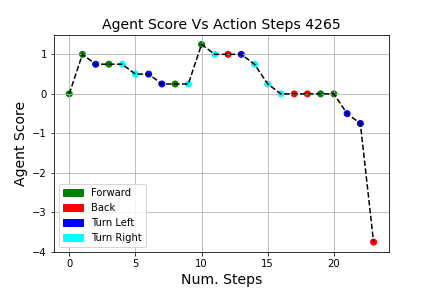 Agent Score Vs Action Steps 4265
Agent Score
1
0
−1
−2
−3
−4
Forward
Back
Turn Left
Turn Right
0 5 10 15 20
Num. Steps